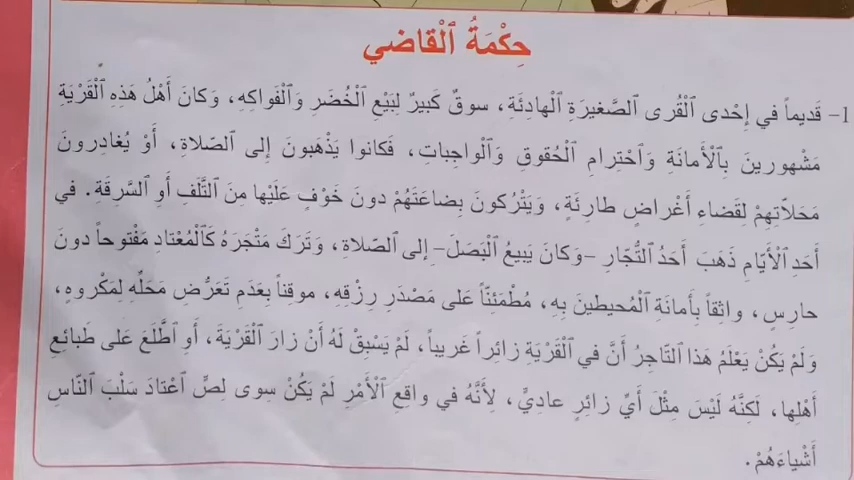 حِكْمَةُ ٱلْقاضي
1- قَديماً في إِحْدى ٱلْقُرى ٱلصَّغيرَةِ ٱلْهادِئَةِ، سوقٌ كَبيرٌ لِبَيْعِ ٱلْخُضَرِ وَٱلْفَواكِهِ، وَكانَ أَهْلُ هَذِهِ ٱلْقَرْيَةِ
مَشْهورينَ بِٱلْأَمانَةِ وَٱحْتِرامِ ٱلْحُقوقِ وَٱلْواجِباتِ، فَكانوا يَذْهَبونَ إِلى ٱلصّلاةِ، أَوْ يُغادِرونَ
مَحَلاّتِهِمْ لِقَضاءِ أَغْراضٍ طارِئَةٍ، وَيَتْرُكونَ بِضاعَتَهُمْ دونَ خَوْفٍ عَلَيْها مِنَ ٱلتَّلَفِ أَوِ ٱلسَّرِقَةِ. في
أَحَدِ ٱلْأَيّامِ ذَهَبَ أَحَدُ ٱلتُّجّارِ -وَكانَ يَبيعُ ٱلْبَصَلَ- إِلى ٱلصّلاةِ، وَتَرَكَ مَتْجَرَهُ كَٱلْمُعْتادِ مَفْتوحاً دونَ
حارِسٍ، واثِقاً بِأَمانَةِ ٱلْمُحيطينَ بِهِ، مُطْمَئِنّاً عَلى مَصْدَرِ رِزْقِهِ، موقِناً بِعَدَمِ تَعَرُّضِ مَحَلِّهِ لِمَكْروهٍ،
وَلَمْ يَكُنْ يَعْلَمُ هَذا ٱلتّاجِرُ أَنَّ في ٱلْقَرْيَةِ زائِراً غَريباً، لَمْ يَسْبِقْ لَهُ أَنْ زارَ ٱلْقَرْيَةَ، أَوِ ٱطَّلَعَ عَلى طَبائِعِ
أَهْلِها، لَكِنَّهُ لَيْسَ مِثْلَ أَيِّ زائِرٍ عادِيٍّ، لِأَنَّهُ في واقِعِ ٱلْأَمْرِ لَمْ يَكُنْ سِوى لِصٍّ ٱعْتادَ سَلْبَ ٱلنّاسِ
أَشْياءَهُمْ.